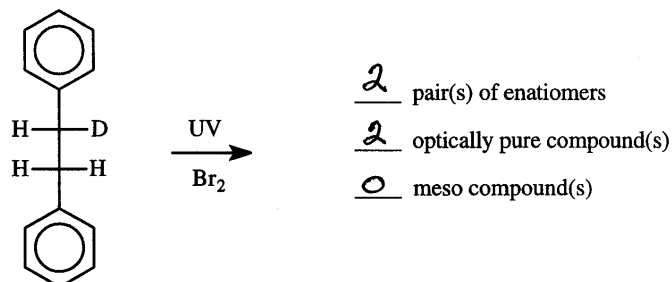 2 pair(s) of enatiomers
H D UV
2 optically pure compound(s)
H H Br₂
0 meso compound(s)